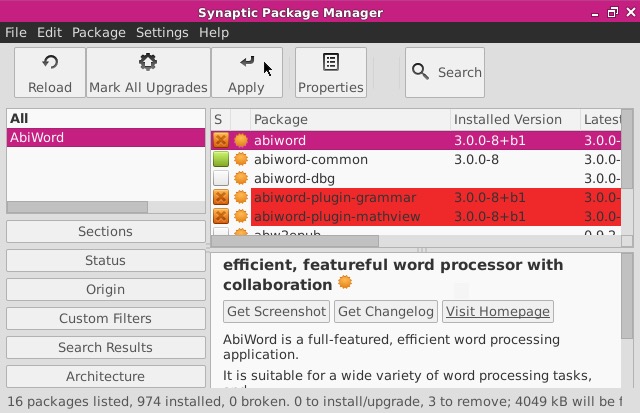 Synaptic Package Manager
File Edit Package Settings Help
Reload Mark All Upgrades Apply Properties Search
All
AbiWord
S Package Installed Version Latest
abiword 3.0.0-8+b1 3.0.0-
abiword-common 3.0.0-8 3.0.0-
abiword-dbg 3.0.0-
abiword-plugin-grammar 3.0.0-8+b1 3.0.0-
abiword-plugin-mathview 3.0.0-8+b1 3.0.0-
Sections
Status
Origin
Custom Filters
Search Results
Architecture
efficient, featureful word processor with
collaboration
Get Screenshot Get Changelog Visit Homepage
AbiWord is a full-featured, efficient word processing
application.
It is suitable for a wide variety of word processing tasks,
16 packages listed, 974 installed, 0 broken. 0 to install/upgrade, 3 to remove; 4049 kB will be f